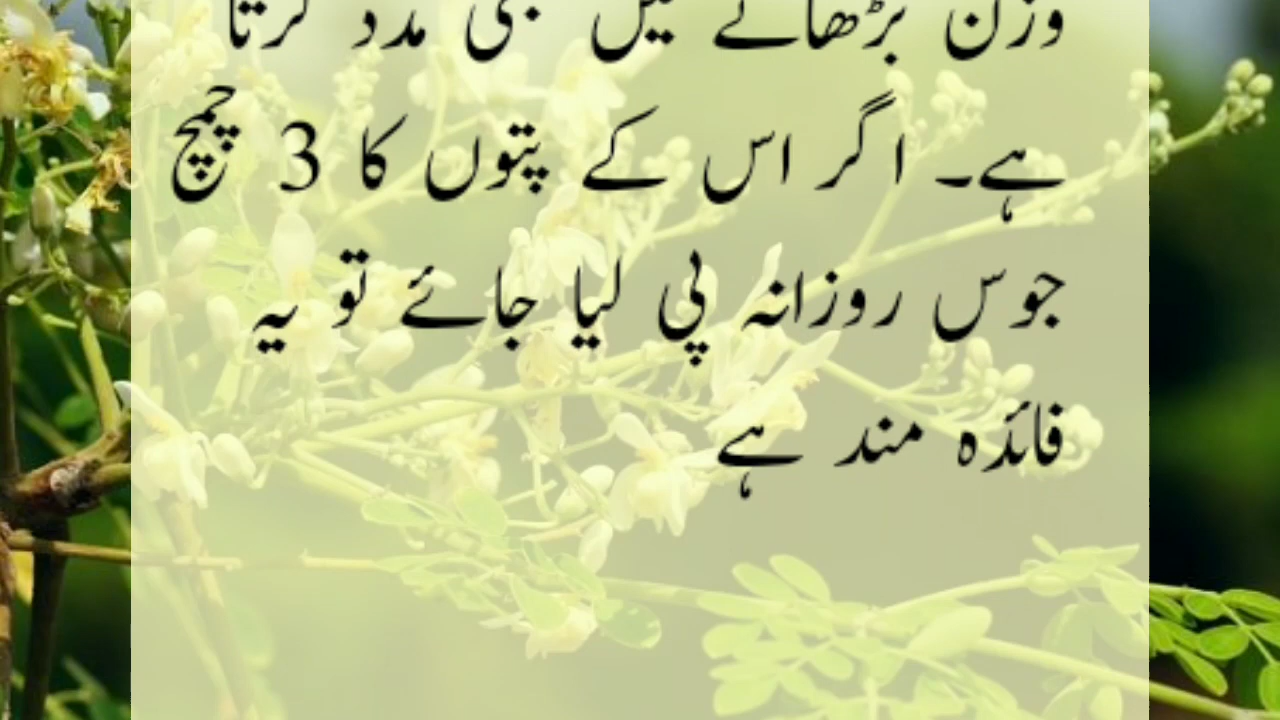 وزن بڑھانے میں بھی مدد کرتا
ہے۔ اگر اس کے پتوں کا 3 چمچ
جوس روزانہ پی لیا جائے تو یہ
فائدہ مند ہے